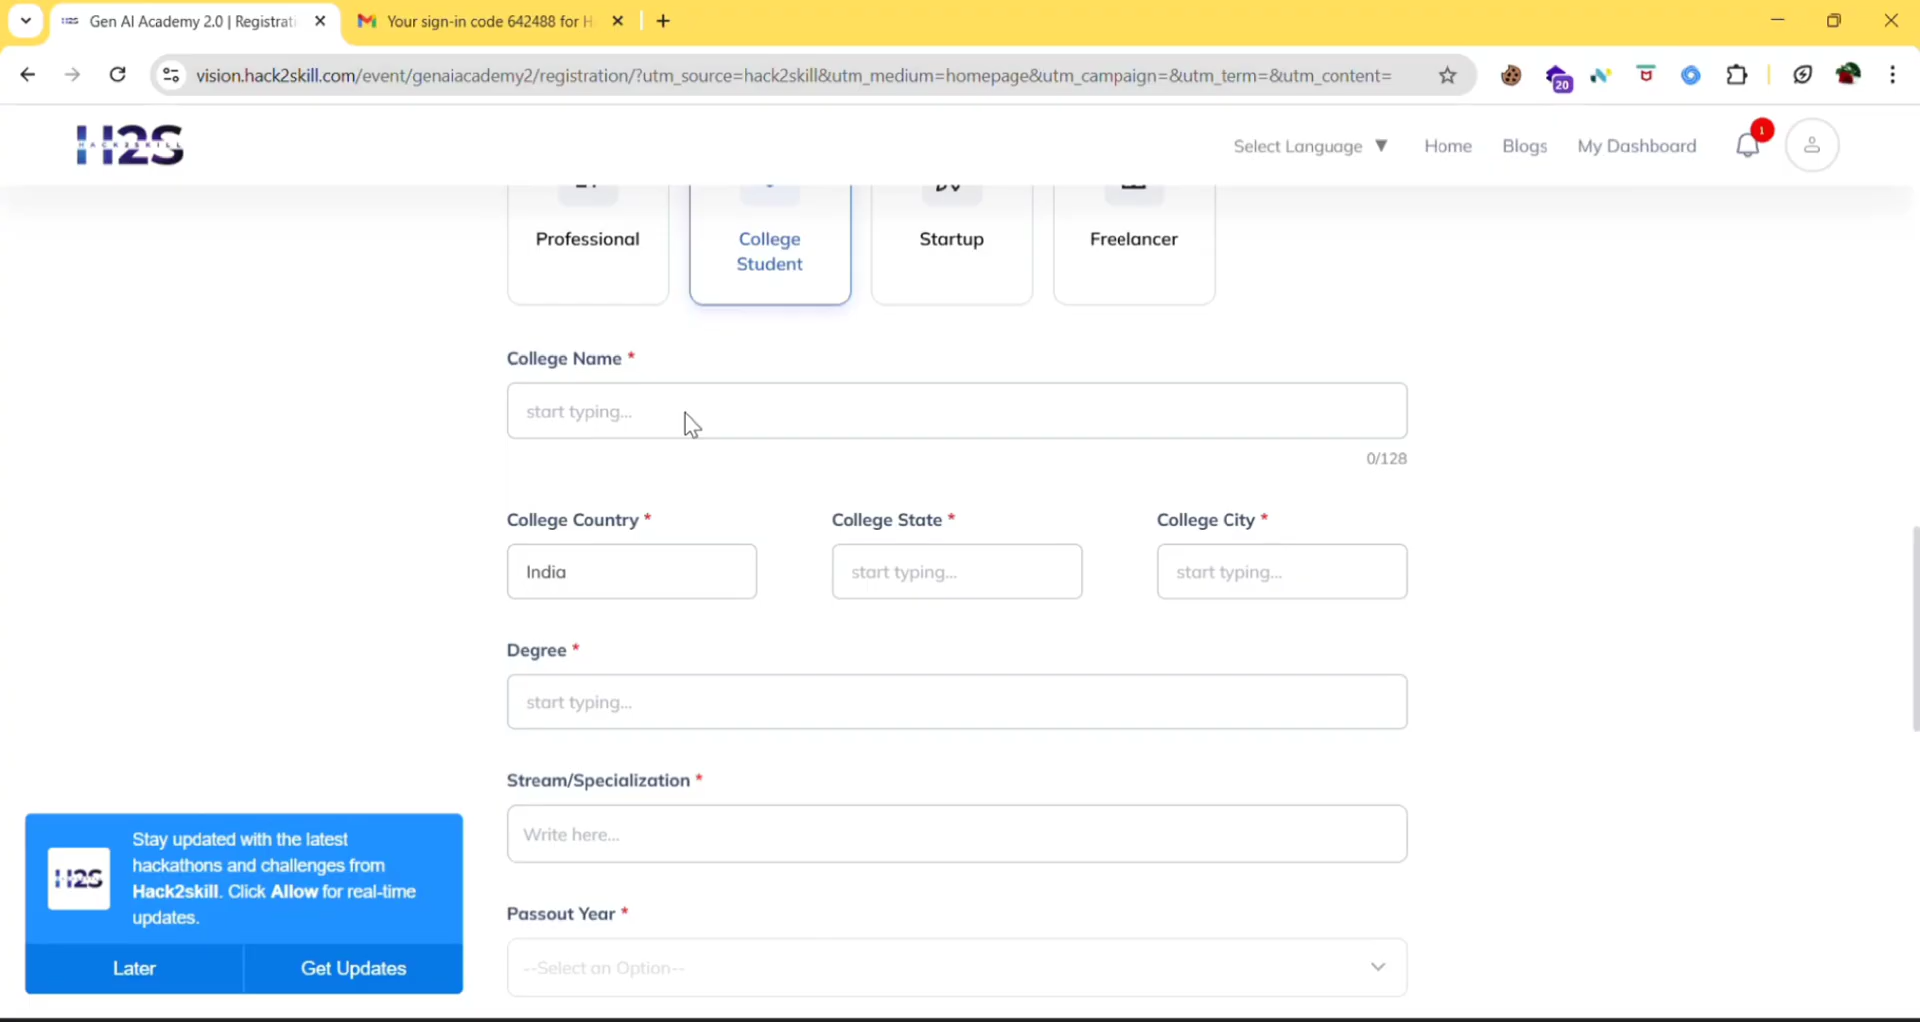 Gen AI Academy 2.0 | Registrati
Your sign-in code 642488 for H
vision.hack2skill.com/event/genaiacademy2/registration/?utm_source=hack2skill&utm_medium=homepage&utm_campaign=&utm_term=&utm_content=
20
H2S
HACK2SKILL
Select Language ▼
Home
Blogs
My Dashboard
1
Professional
College
Student
Startup
Freelancer
College Name *
start typing...
0/128
College Country *
College State *
College City *
India
start typing...
start typing...
Degree *
start typing...
Stream/Specialization *
Write here...
Passout Year *
--Select an Option--
H2S
Stay updated with the latest
hackathons and challenges from
Hack2skill. Click Allow for real-time
updates.
Later
Get Updates